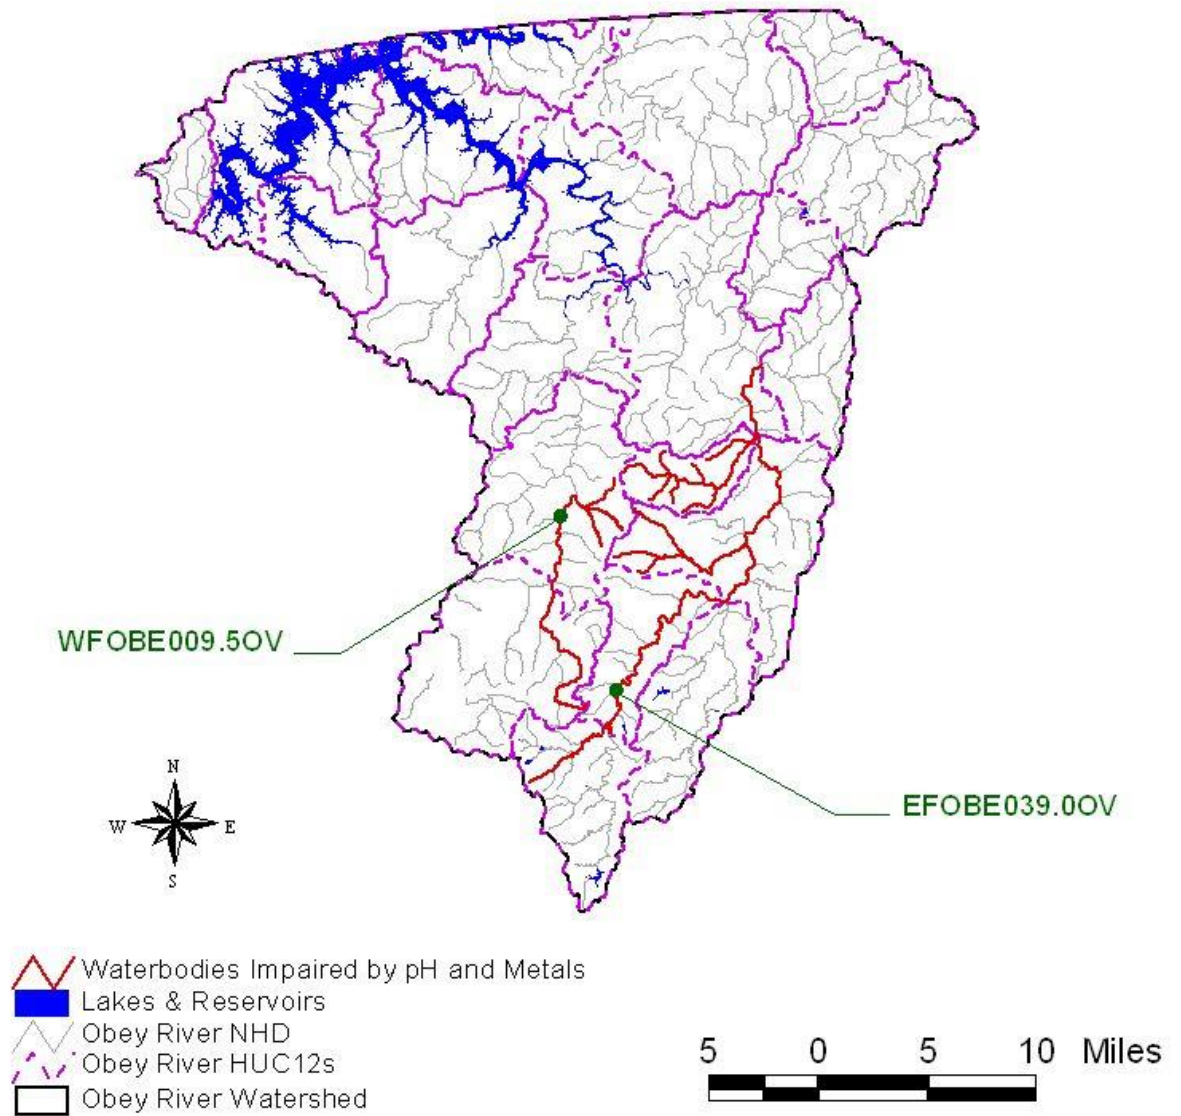 WFOBE009.5OV
EFOBE039.0OV
N
W E
S
Waterbodies Impaired by pH and Metals
Lakes & Reservoirs
Obey River NHD
Obey River HUC12s
Obey River Watershed
5 0 5 10 Miles